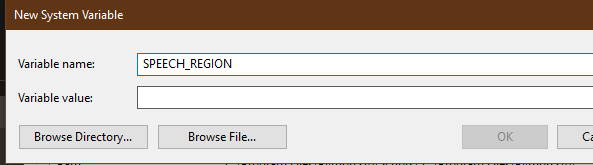 New System Variable
Variable name: SPEECH_REGION
Variable value:
Browse Directory... Browse File... OK